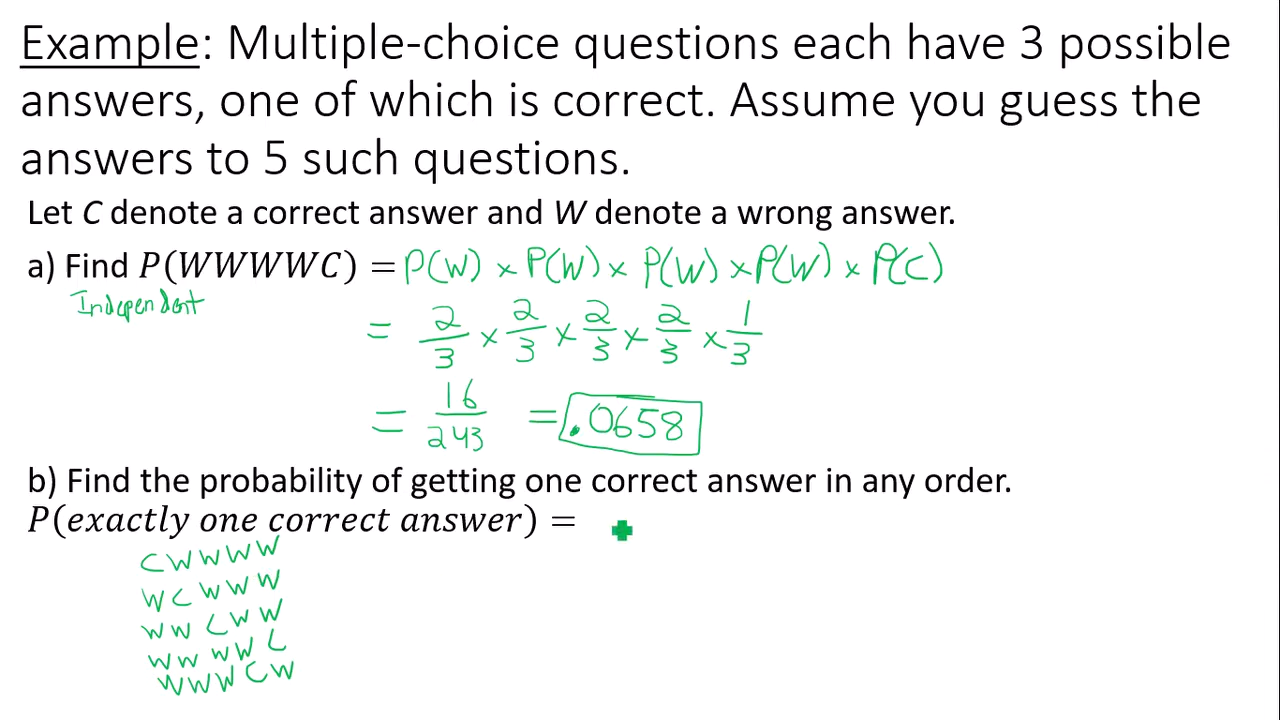 Example: Multiple-choice questions each have 3 possible
answers, one of which is correct. Assume you guess the
answers to 5 such questions.
Let C denote a correct answer and W denote a wrong answer.
a) Find P(WWWWC) = P(W) × P(W) × P(W) × P(W) × P(C)
Independent
= 2/3 × 2/3 × 2/3 × 2/3 × 1/3
= 16/243 = .0658
b) Find the probability of getting one correct answer in any order.
P(exactly one correct answer) =
CWWWW
WCWWW
WWCWW
WWWWC
WWWCW